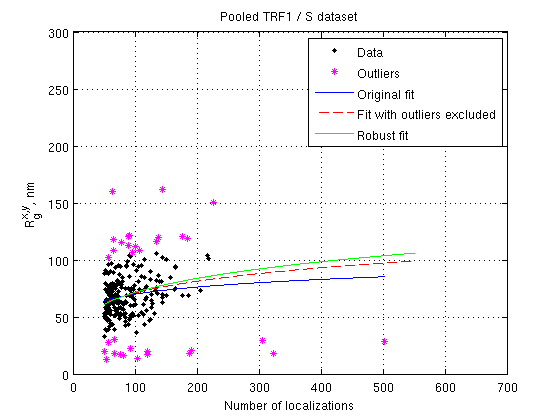 Pooled TRF1 / S dataset
300
250
200
150
100
50
0
R_g^{x,y}, nm
Data
Outliers
Original fit
Fit with outliers excluded
Robust fit
0 100 200 300 400 500 600 700
Number of localizations